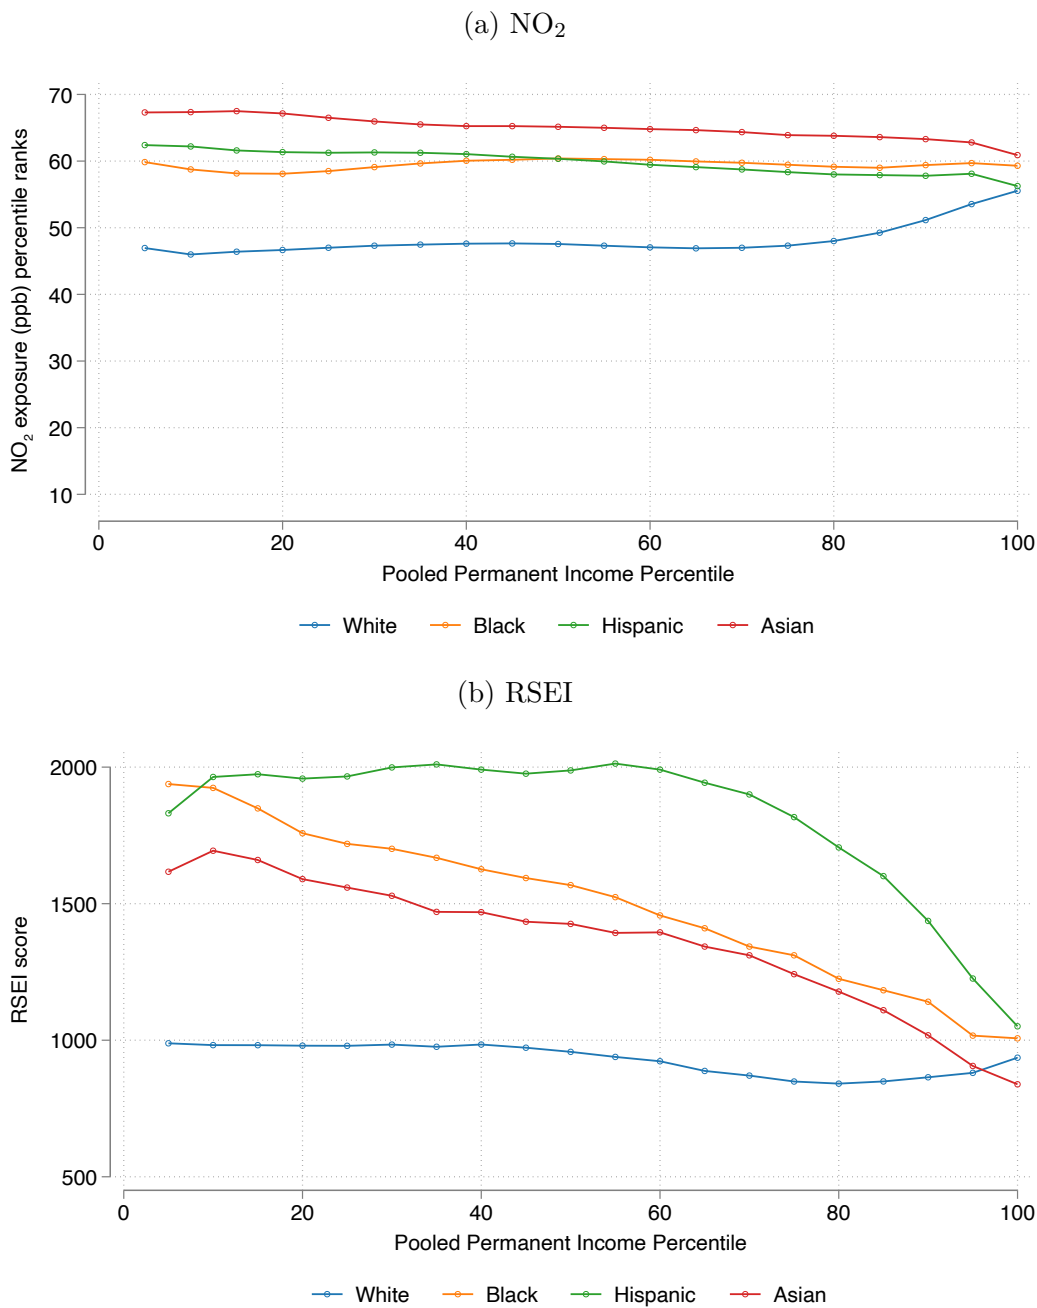 (a) NO₂
70
60
50
40
30
20
10
NO₂ exposure (ppb) percentile ranks
0 20 40 60 80 100
Pooled Permanent Income Percentile
White Black Hispanic Asian
(b) RSEI
2000
1500
1000
500
RSEI score
0 20 40 60 80 100
Pooled Permanent Income Percentile
White Black Hispanic Asian